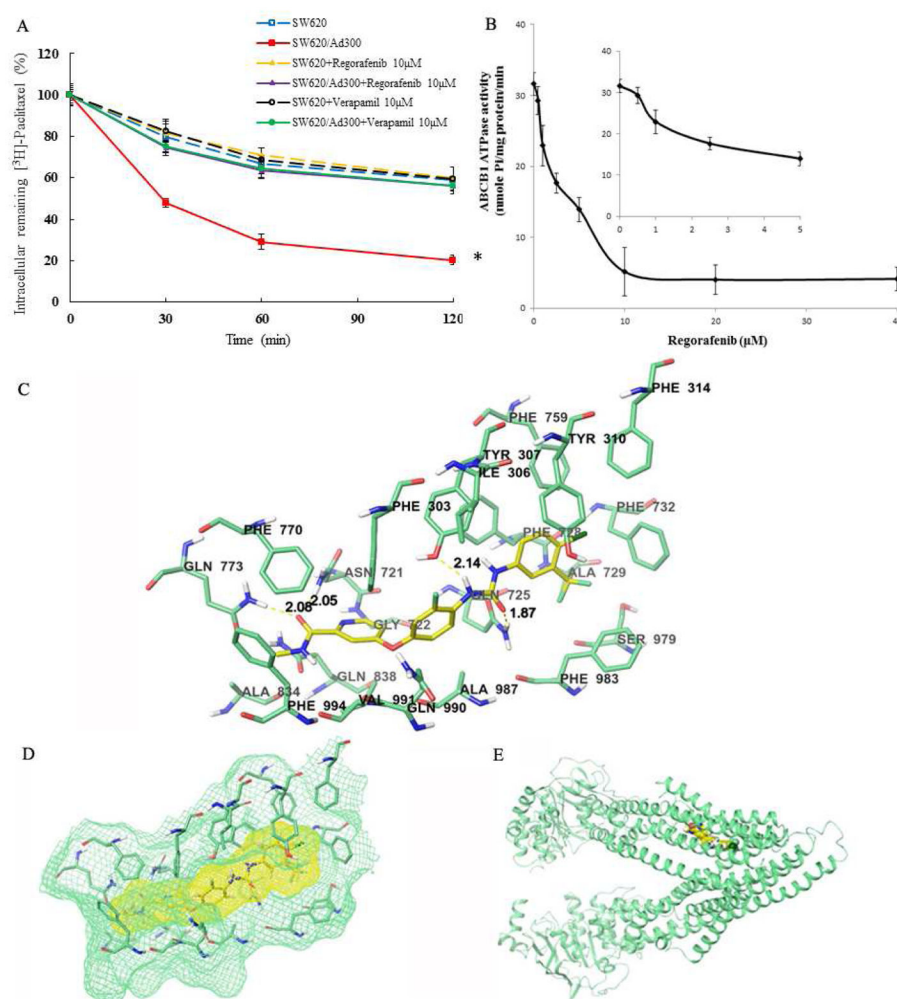 A
SW620
SW620/Ad300
SW620+Regorafenib 10μM
SW620/Ad300+Regorafenib 10μM
SW620+Verapamil 10μM
SW620/Ad300+Verapamil 10μM
Intracellular remaining [³H]-Paclitaxel (%)
120
100
80
60
40
20
0
0
30
60
90
120
Time (min)
*
B
ABCB1 ATPase activity
(nmole Pi/mg protein/min)
40
30
20
10
0
0
10
20
30
40
Regorafenib (μM)
40
30
20
10
0
0
1
2
3
4
5
C
PHE 314
PHE 759
TYR 310
TYR 307
ILE 306
PHE 303
PHE 732
PHE 770
PHE 728
GLN 773
ASN 721
2.14
ALA 729
2.08
2.05
GLN 725
1.87
GLY 722
SER 979
GLN 838
PHE 983
ALA 834
ALA 987
VAL 991
PHE 994
GLN 990
D
E